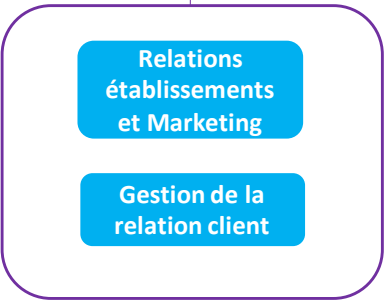 Relations
établissements
et Marketing
Gestion de la
relation client